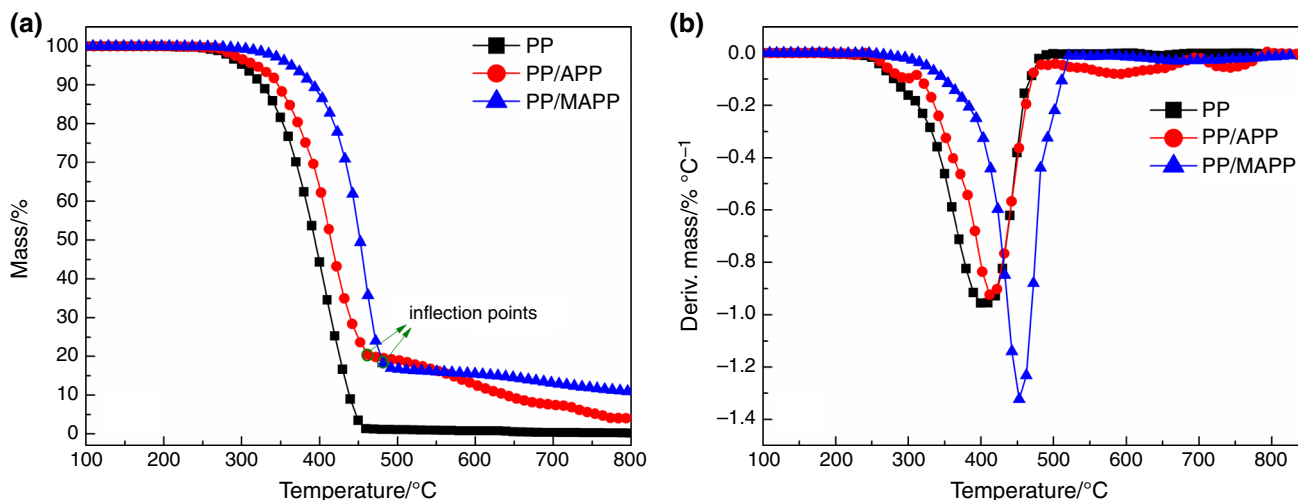 (a)
100
90
80
70
60
50
40
30
20
10
0
Mass/%
PP
PP/APP
PP/MAPP
inflection points
100 200 300 400 500 600 700 800
Temperature/°C
(b)
0.0
−0.2
−0.4
−0.6
−0.8
−1.0
−1.2
−1.4
Deriv. mass/% °C−1
PP
PP/APP
PP/MAPP
100 200 300 400 500 600 700 800
Temperature/°C